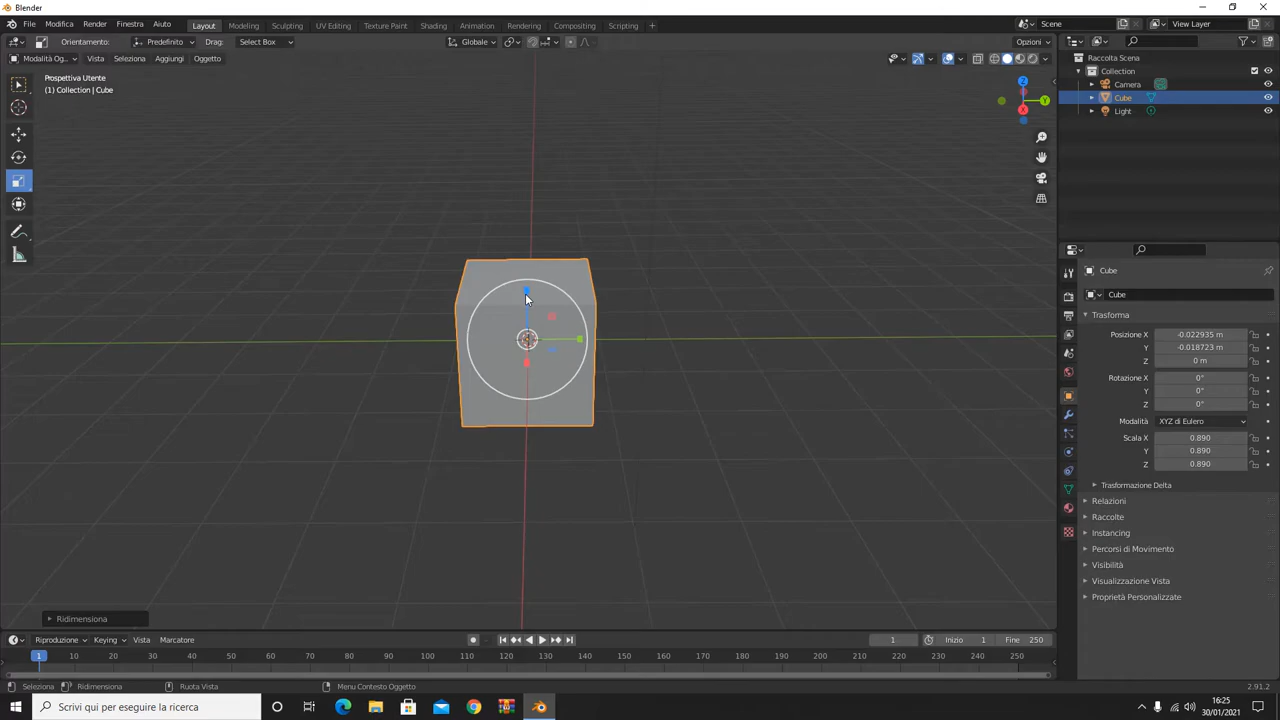 Blender
File Modifica Render Finestra Aiuto Layout Modeling Sculpting UV Editing Texture Paint Shading Animation Rendering Compositing Scripting + Scene View Layer
Orientamento: Predefinito Drag: Select Box Globale Opzioni
Modalità Og... Vista Seleziona Aggiungi Oggetto
Prospettiva Utente
(1) Collection | Cube
Z
Y
X
Raccolta Scena
Collection
Camera
Cube
Light
Cube
Cube
Trasforma
Posizione X -0.022935 m
Y -0.018723 m
Z 0 m
Rotazione X 0°
Y 0°
Z 0°
Modalità XYZ di Eulero
Scala X 0.890
Y 0.890
Z 0.890
Trasformazione Delta
Relazioni
Raccolte
Instancing
Percorsi di Movimento
Visibilità
Visualizzazione Vista
Proprietà Personalizzate
Ridimensiona
Riproduzione Keying Vista Marcatore 1 Inizio 1 Fine 250
1 10 20 30 40 50 60 70 80 90 100 110 120 130 140 150 160 170 180 190 200 210 220 230 240 250
Seleziona Ridimensiona Ruota Vista Menu Contesto Oggetto 2.91.2
Scrivi qui per eseguire la ricerca
16:25
30/01/2021